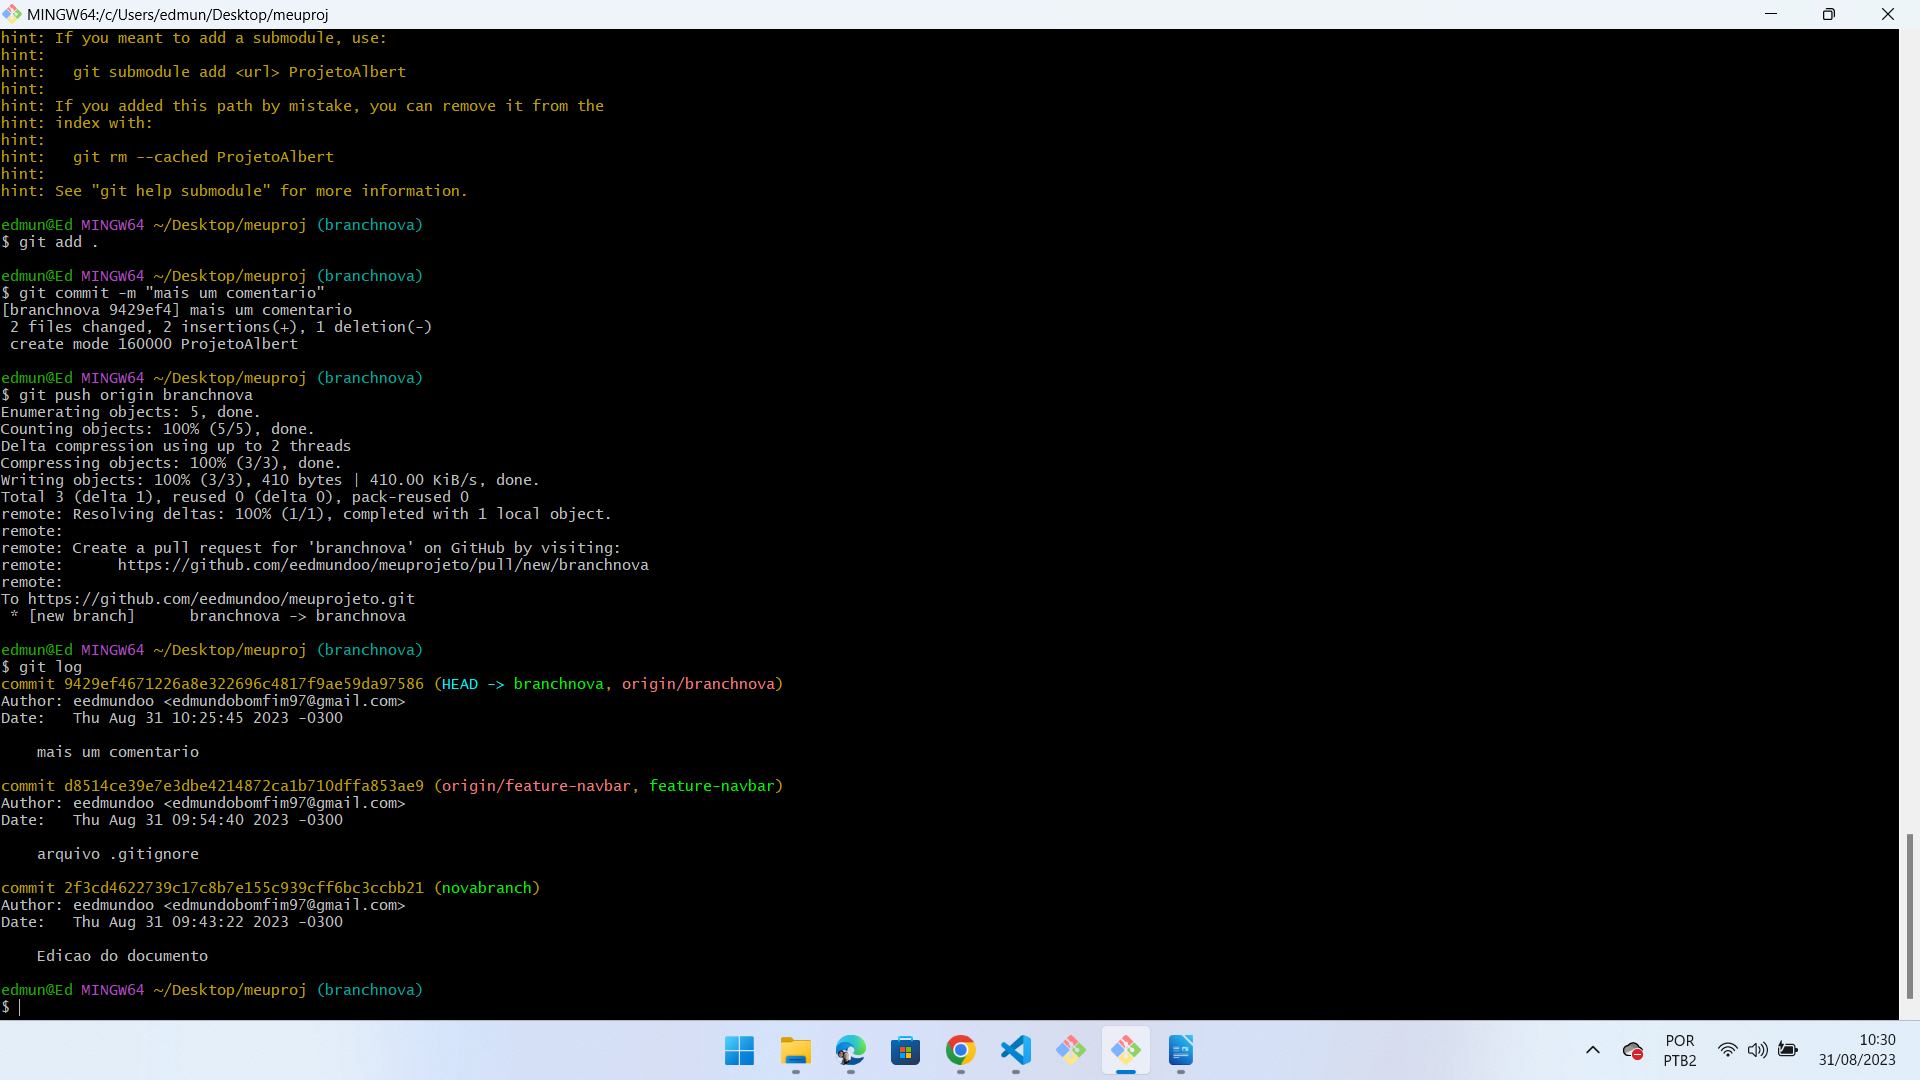 MINGW64:/c/Users/edmun/Desktop/meuproj
hint: If you meant to add a submodule, use:
hint:
hint:   git submodule add <url> ProjetoAlbert
hint:
hint: If you added this path by mistake, you can remove it from the
hint: index with:
hint:
hint:   git rm --cached ProjetoAlbert
hint:
hint: See "git help submodule" for more information.
edmun@Ed MINGW64 ~/Desktop/meuproj (branchnova)
$ git add .
edmun@Ed MINGW64 ~/Desktop/meuproj (branchnova)
$ git commit -m "mais um comentario"
[branchnova 9429ef4] mais um comentario
 2 files changed, 2 insertions(+), 1 deletion(-)
 create mode 160000 ProjetoAlbert
edmun@Ed MINGW64 ~/Desktop/meuproj (branchnova)
$ git push origin branchnova
Enumerating objects: 5, done.
Counting objects: 100% (5/5), done.
Delta compression using up to 2 threads
Compressing objects: 100% (3/3), done.
Writing objects: 100% (3/3), 410 bytes | 410.00 KiB/s, done.
Total 3 (delta 1), reused 0 (delta 0), pack-reused 0
remote: Resolving deltas: 100% (1/1), completed with 1 local object.
remote:
remote: Create a pull request for 'branchnova' on GitHub by visiting:
remote:      https://github.com/eedmundoo/meuprojeto/pull/new/branchnova
remote:
To https://github.com/eedmundoo/meuprojeto.git
 * [new branch]      branchnova -> branchnova
edmun@Ed MINGW64 ~/Desktop/meuproj (branchnova)
$ git log
commit 9429ef4671226a8e322696c4817f9ae59da97586 (HEAD -> branchnova, origin/branchnova)
Author: eedmundoo <edmundobomfim97@gmail.com>
Date:   Thu Aug 31 10:25:45 2023 -0300
    mais um comentario
commit d8514ce39e7e3dbe4214872ca1b710dffa853ae9 (origin/feature-navbar, feature-navbar)
Author: eedmundoo <edmundobomfim97@gmail.com>
Date:   Thu Aug 31 09:54:40 2023 -0300
    arquivo .gitignore
commit 2f3cd4622739c17c8b7e155c939cff6bc3ccbb21 (novabranch)
Author: eedmundoo <edmundobomfim97@gmail.com>
Date:   Thu Aug 31 09:43:22 2023 -0300
    Edicao do documento
edmun@Ed MINGW64 ~/Desktop/meuproj (branchnova)
$
POR
PTB2
10:30
31/08/2023